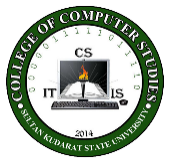 COLLEGE OF COMPUTER STUDIES
CS
IT IS
2014
SULTAN KUDARAT STATE UNIVERSITY